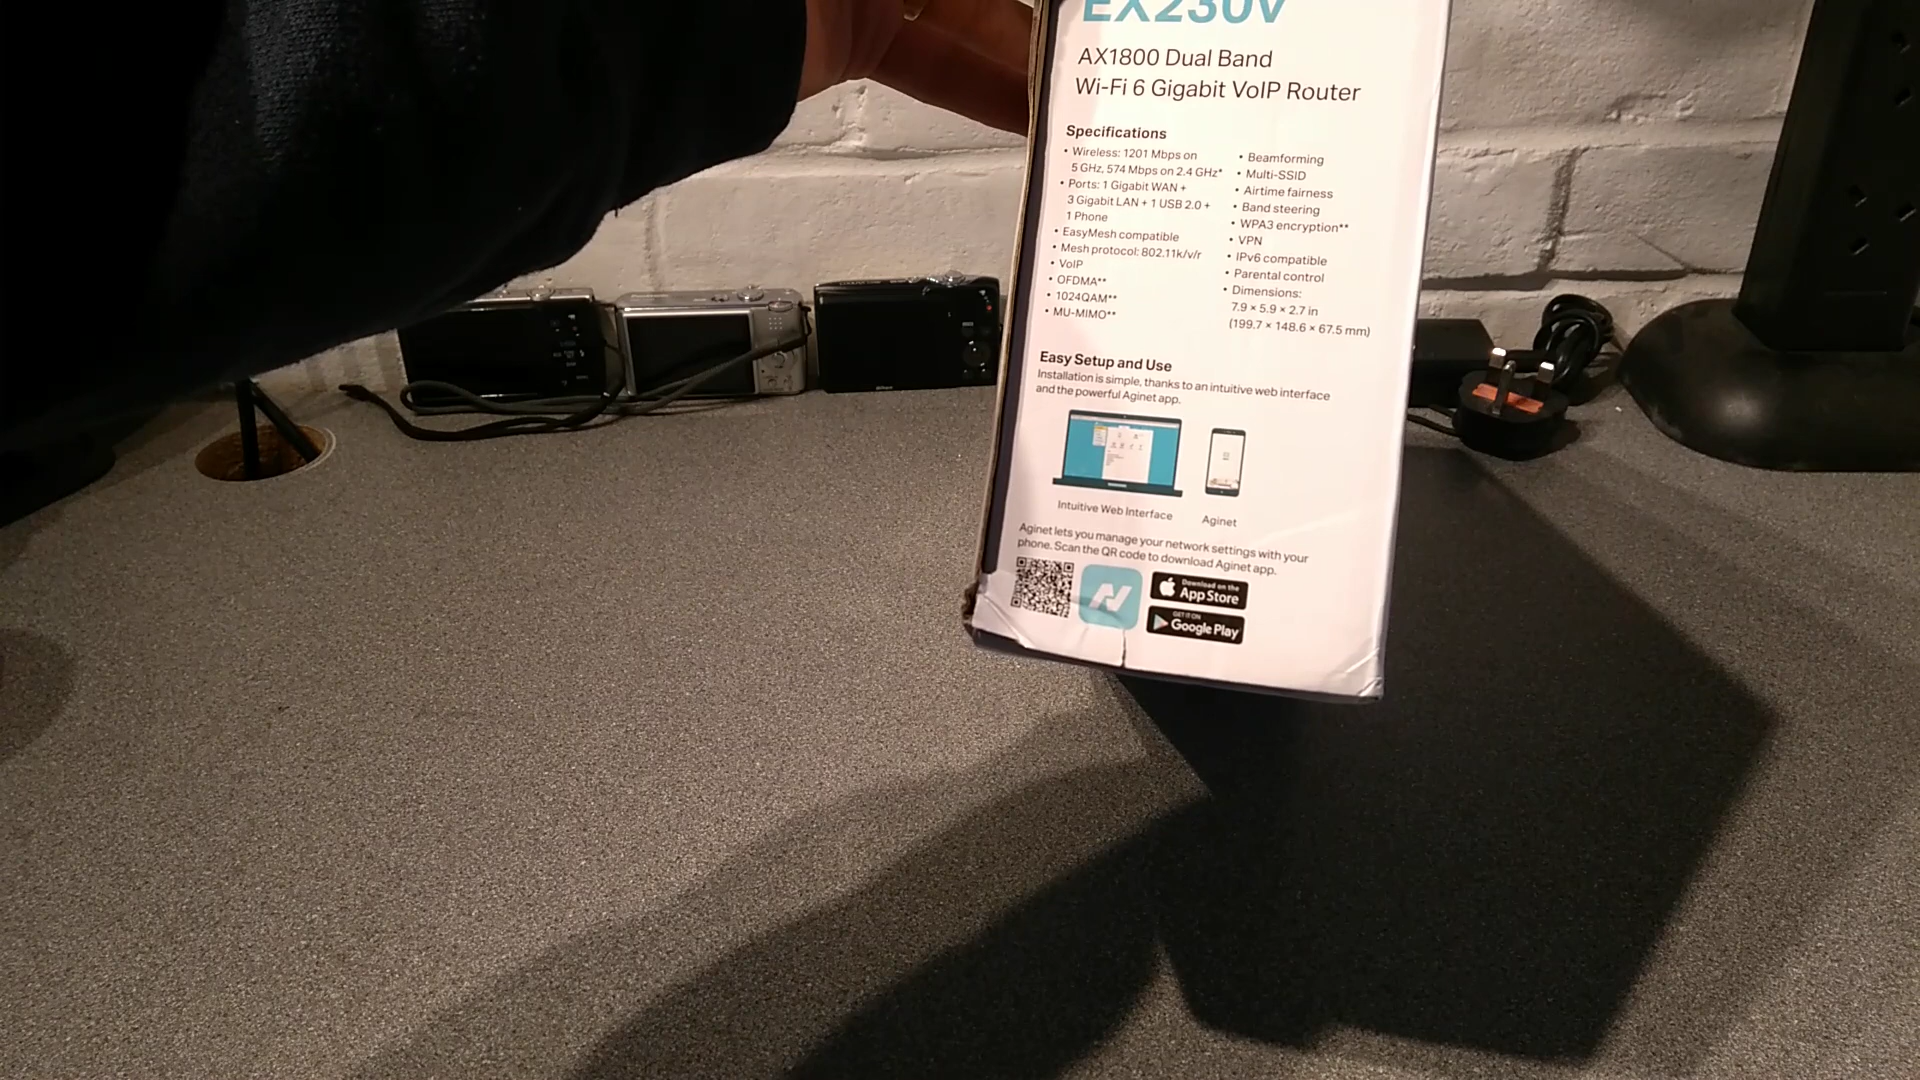 EX230v
AX1800 Dual Band
Wi-Fi 6 Gigabit VoIP Router
Specifications
• Wireless: 1201 Mbps on
5 GHz, 574 Mbps on 2.4 GHz*
• Ports: 1 Gigabit WAN +
3 Gigabit LAN + 1 USB 2.0 +
1 Phone
• EasyMesh compatible
• Mesh protocol: 802.11k/v/r
• VoIP
• OFDMA**
• 1024QAM**
• MU-MIMO**
• Beamforming
• Multi-SSID
• Airtime fairness
• Band steering
• WPA3 encryption**
• VPN
• IPv6 compatible
• Parental control
• Dimensions:
7.9 × 5.9 × 2.7 in
(199.7 × 148.6 × 67.5 mm)
Easy Setup and Use
Installation is simple, thanks to an intuitive web interface
and the powerful Aginet app.
Intuitive Web Interface
Aginet
Aginet lets you manage your network settings with your
phone. Scan the QR code to download Aginet app.
Download on the
App Store
GET IT ON
Google Play